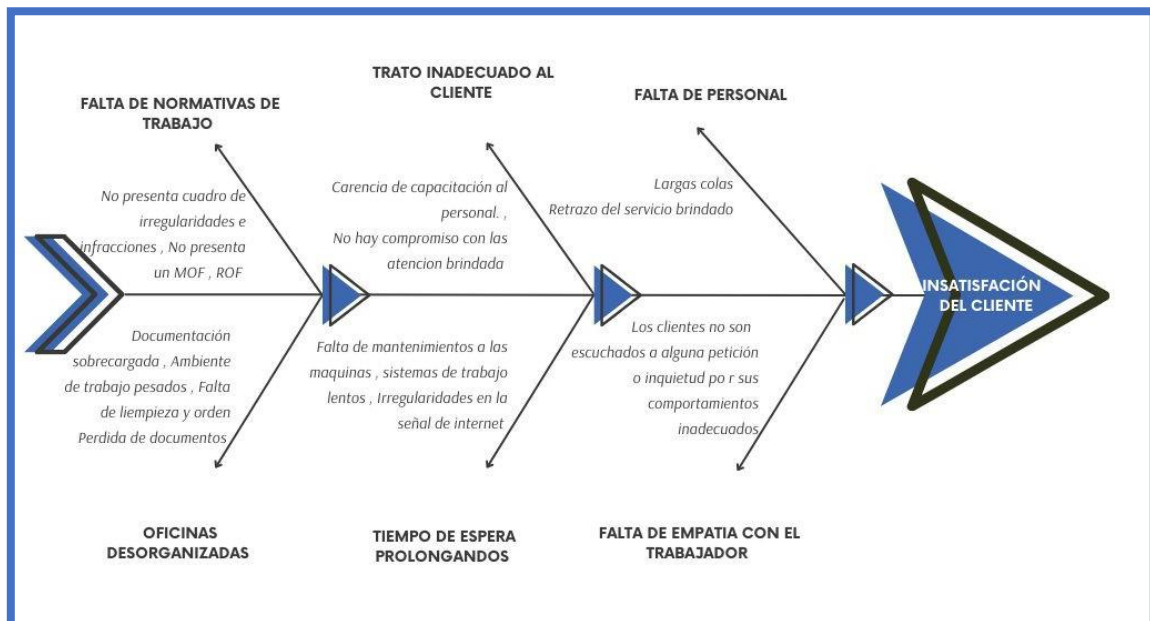 FALTA DE NORMATIVAS DE
TRABAJO
No presenta cuadro de
irregularidades e
infracciones , No presenta
un MOF , ROF
TRATO INADECUADO AL
CLIENTE
Carencia de capacitación al
personal. ,
No hay compromiso con las
atencion brindada
FALTA DE PERSONAL
Largas colas
Retrazo del servicio brindado
INSATISFACCIÓN
DEL CLIENTE
Documentación
sobrecargada , Ambiente
de trabajo pesados , Falta
de liempieza y orden
Perdida de documentos
OFICINAS
DESORGANIZADAS
Falta de mantenimientos a las
maquinas , sistemas de trabajo
lentos , Irregularidades en la
señal de internet
TIEMPO DE ESPERA
PROLONGANDOS
Los clientes no son
escuchados a alguna petición
o inquietud po r sus
comportamientos
inadecuados
FALTA DE EMPATIA CON EL
TRABAJADOR